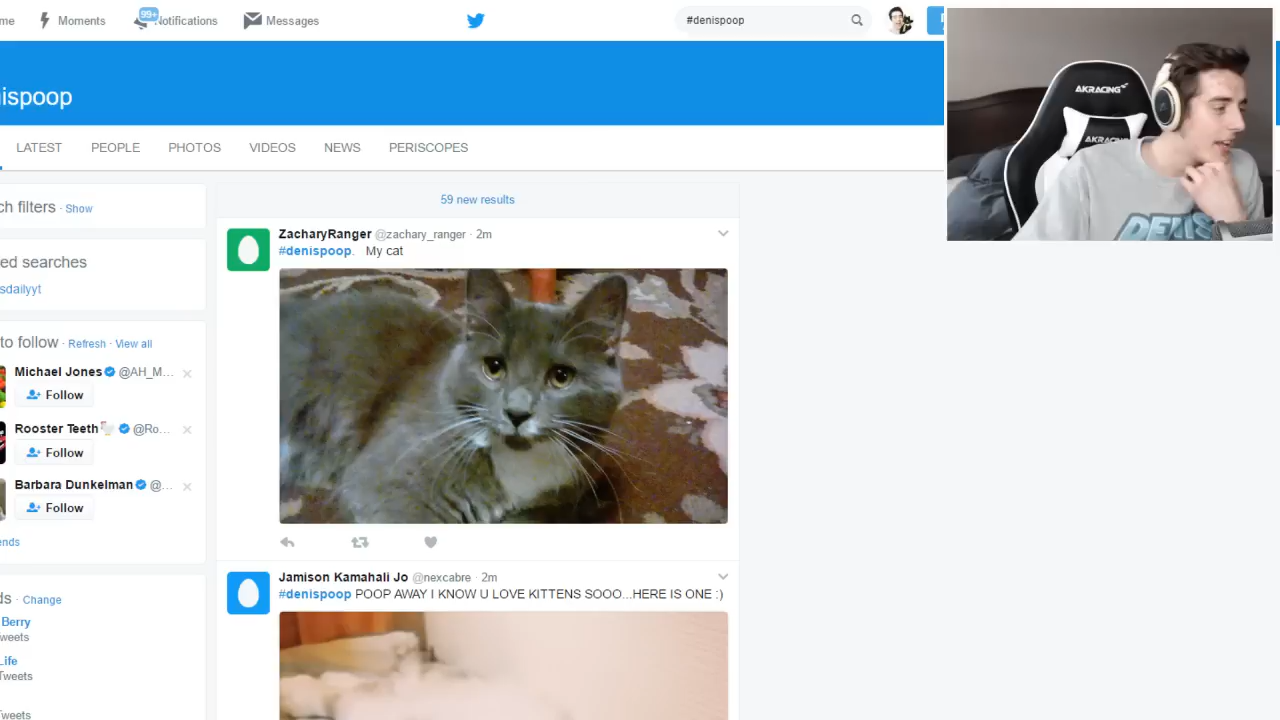 me Moments 99+ Notifications Messages #denispoop
ispoop
LATEST PEOPLE PHOTOS VIDEOS NEWS PERISCOPES
ch filters · Show
59 new results
ed searches
sdailyyt
ZacharyRanger @zachary_ranger · 2m
#denispoop. My cat
to follow · Refresh · View all
Michael Jones @AH_M...
Follow
Rooster Teeth @Ro...
Follow
Barbara Dunkelman @...
Follow
ends
ds · Change
Berry
weets
Life
Tweets
Tweets
Jamison Kamahali Jo @nexcabre · 2m
#denispoop POOP AWAY I KNOW U LOVE KITTENS SOOO...HERE IS ONE :)
AKRACING
AKRACING
DENIS